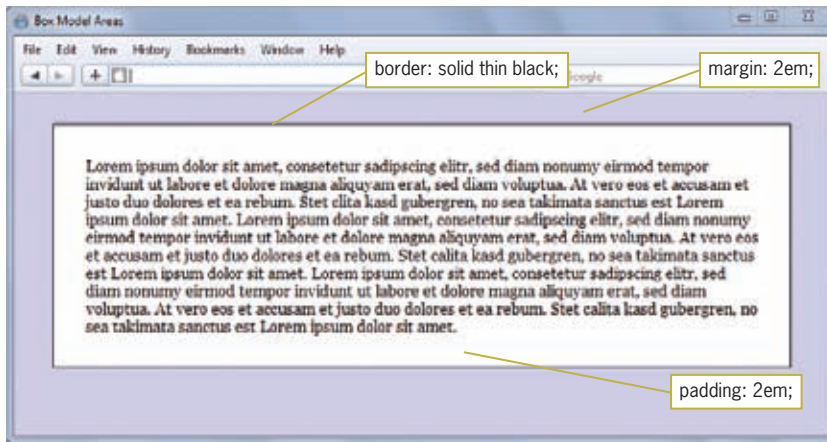 Box Model Areas
File Edit View History Bookmarks Window Help
border: solid thin black;
margin: 2em;
Google
Lorem ipsum dolor sit amet, consetetur sadipscing elitr, sed diam nonumy eirmod tempor
invidunt ut labore et dolore magna aliquyam erat, sed diam voluptua. At vero eos et accusam et
justo duo dolores et ea rebum. Stet clita kasd gubergren, no sea takimata sanctus est Lorem
ipsum dolor sit amet. Lorem ipsum dolor sit amet, consetetur sadipscing elitr, sed diam nonumy
eirmod tempor invidunt ut labore et dolore magna aliquyam erat, sed diam voluptua. At vero eos
et accusam et justo duo dolores et ea rebum. Stet calita kasd gubergren, no sea takimata sanctus
est Lorem ipsum dolor sit amet. Lorem ipsum dolor sit amet, consetetur sadipscing elitr, sed
diam nonumy eirmod tempor invidunt ut labore et dolore magna aliquyam erat, sed diam
voluptua. At vero eos et accusam et justo duo dolores et ea rebum. Stet calita kasd gubergren, no
sea takimata sanctus est Lorem ipsum dolor sit amet.
padding: 2em;